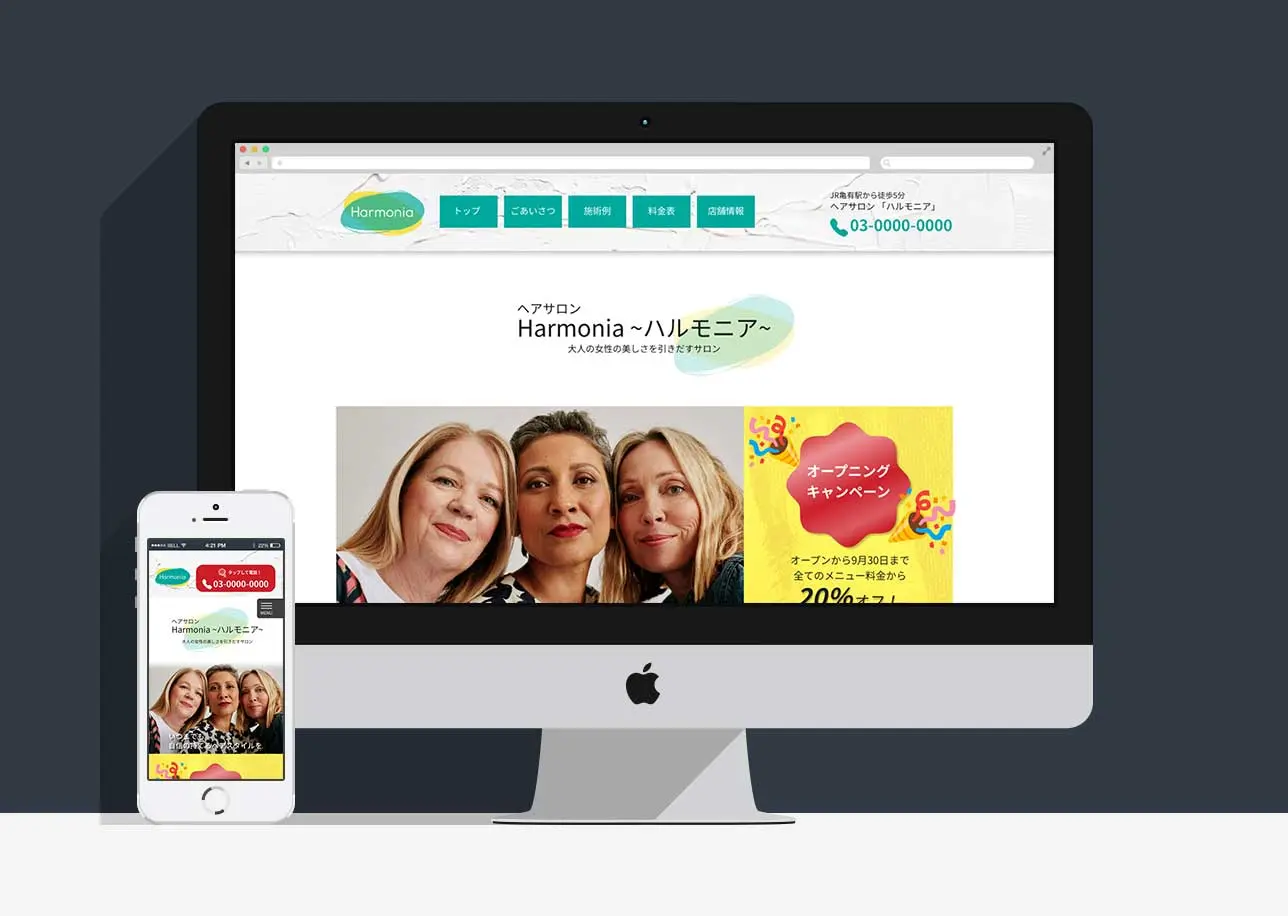 Harmonia
トップ
ごあいさつ
施術例
料金表
店舗情報
JR亀有駅から徒歩5分
ヘアサロン「ハルモニア」
03-0000-0000
ヘアサロン
Harmonia ~ハルモニア~
大人の女性の美しさを引きだすサロン
オープニング
キャンペーン
オープンから9月30日まで
全てのメニュー料金から
20%オフ!
BELL 4:21 PM 22%
Harmonia
タップして電話!
03-0000-0000
MENU
ヘアサロン
Harmonia ~ハルモニア~
大人の女性の美しさを引きだすサロン
いつまでも
自信の持てるヘアスタイルを